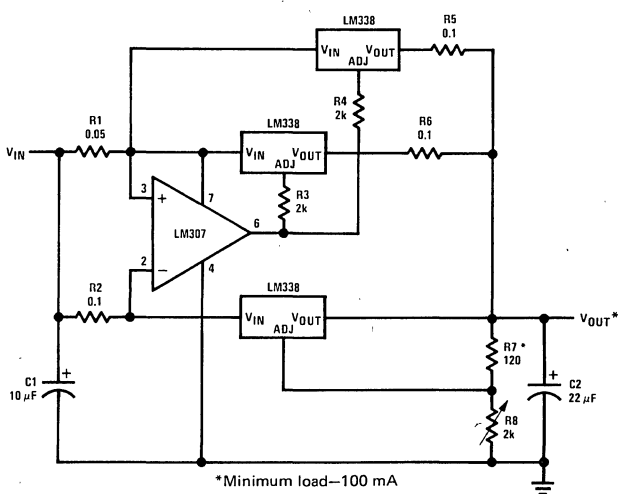 LM338
VIN
VOUT
ADJ
R5
0.1
R4
2k
R6
0.1
R1
0.05
LM338
VIN
VIN
VOUT
ADJ
3
+
7
R3
2k
LM307
6
2
−
4
R2
0.1
LM338
VIN
VOUT
ADJ
VOUT*
R7*
120
C1
10 μF
+
+
C2
22 μF
R8
2k
*Minimum load—100 mA